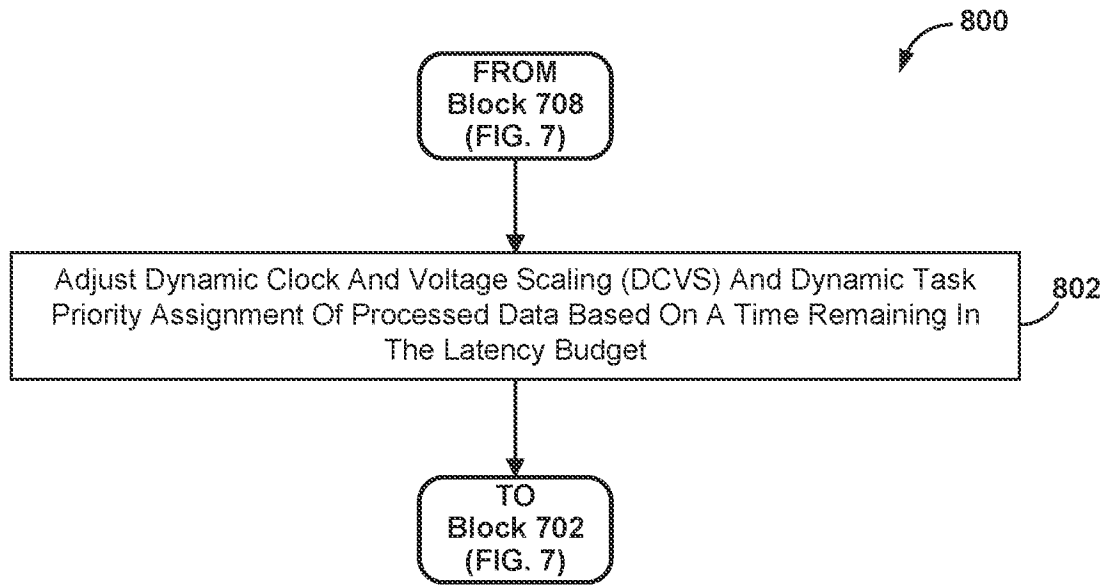 800
FROM
Block 708
(FIG. 7)
Adjust Dynamic Clock And Voltage Scaling (DCVS) And Dynamic Task
Priority Assignment Of Processed Data Based On A Time Remaining In
The Latency Budget
802
TO
Block 702
(FIG. 7)